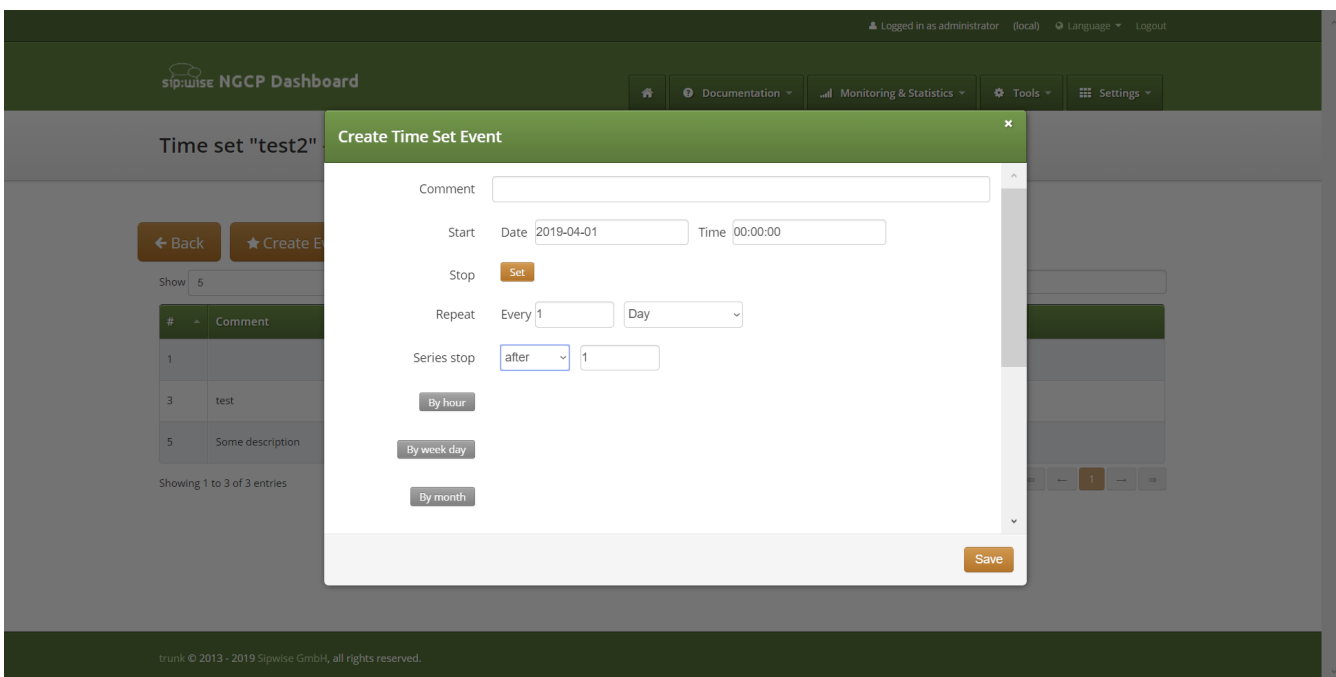 Logged in as administrator (local) Language Logout
sip:wise NGCP Dashboard
Documentation Monitoring & Statistics Tools Settings
Time set "test2"
Create Time Set Event ×
Comment
Start Date 2019-04-01 Time 00:00:00
Back Create Ev
Stop Set
Show 5
Repeat Every 1 Day
# Comment
Series stop after 1
1
By hour
3 test
5 Some description
By week day
Showing 1 to 3 of 3 entries
1
By month
Save
trunk © 2013 - 2019 Sipwise GmbH, all rights reserved.